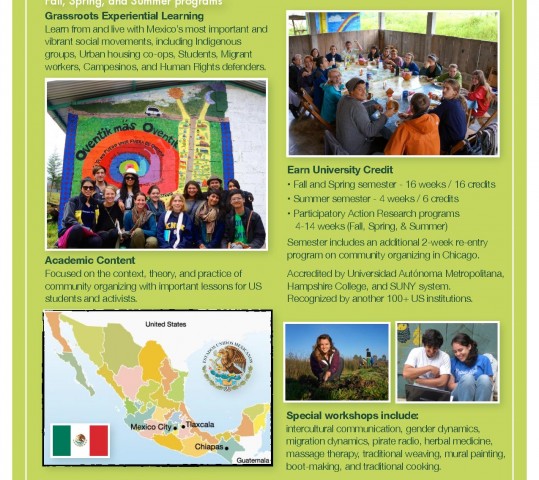 Fall, Spring, and Summer programs
Grassroots Experiential Learning
Learn from and live with Mexico's most important and
vibrant social movements, including Indigenous
groups, Urban housing co-ops, Students, Migrant
workers, Campesinos, and Human Rights defenders.
Oventik más
Oventik
Academic Content
Focused on the context, theory, and practice of
community organizing with important lessons for US
students and activists.
United States
ESTADOS UNIDOS MEXICANOS
Mexico City
Tlaxcala
Chiapas
Guatemala
Earn University Credit
• Fall and Spring semester - 16 weeks / 16 credits
• Summer semester - 4 weeks / 6 credits
• Participatory Action Research programs
4-14 weeks (Fall, Spring, & Summer)
Semester includes an additional 2-week re-entry
program on community organizing in Chicago.
Accredited by Universidad Autónoma Metropolitana,
Hampshire College, and SUNY system.
Recognized by another 100+ US institutions.
Special workshops include:
intercultural communication, gender dynamics,
migration dynamics, pirate radio, herbal medicine,
massage therapy, traditional weaving, mural painting,
boot-making, and traditional cooking.